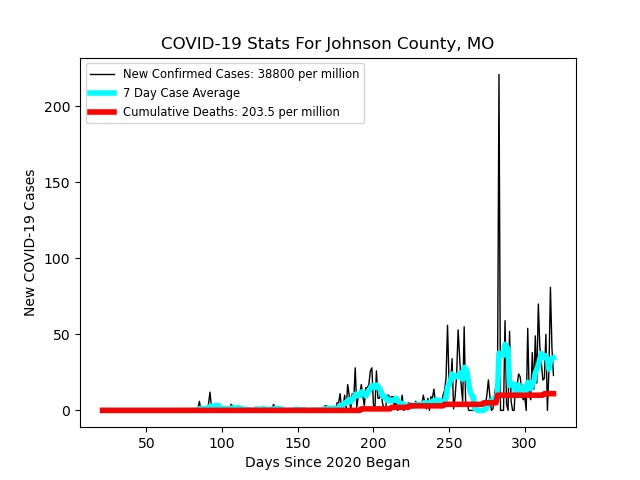 COVID-19 Stats For Johnson County, MO
New Confirmed Cases: 38800 per million
7 Day Case Average
Cumulative Deaths: 203.5 per million
New COVID-19 Cases
200
150
100
50
0
50 100 150 200 250 300
Days Since 2020 Began